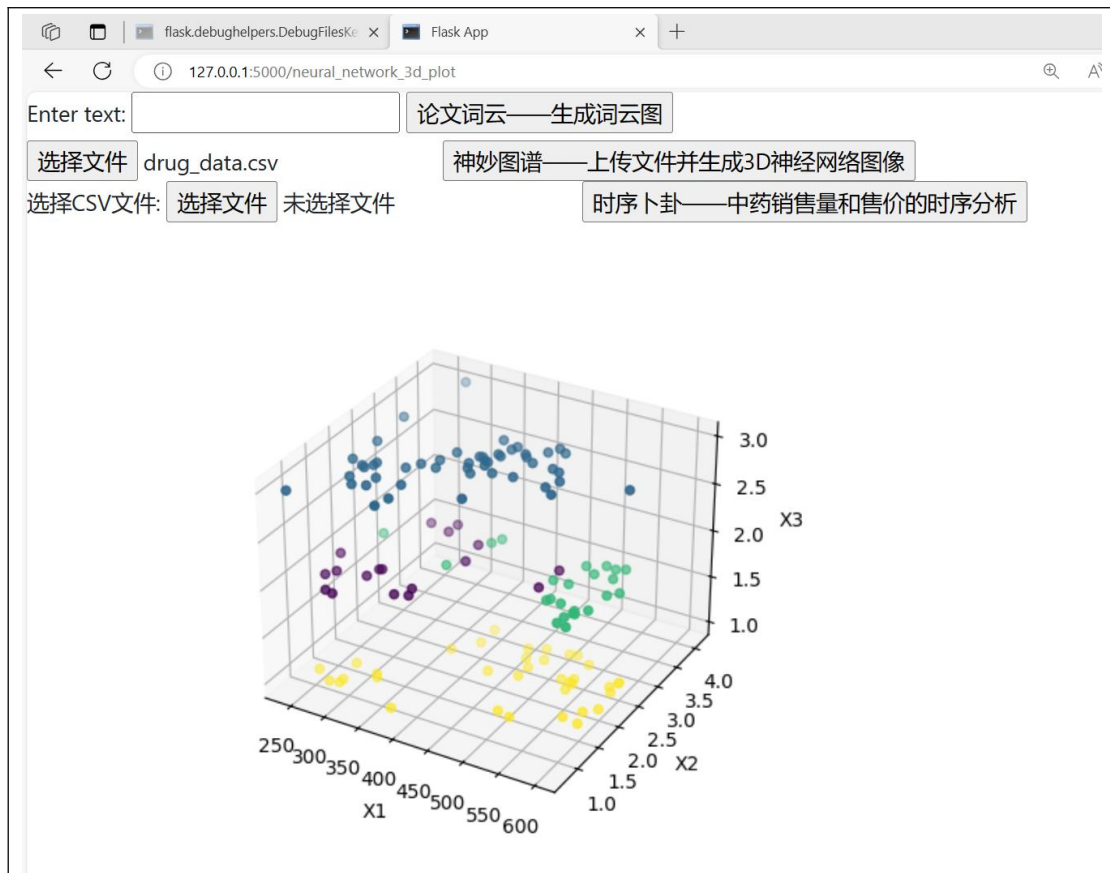 flask.debughelpers.DebugFilesKe
Flask App
127.0.0.1:5000/neural_network_3d_plot
Enter text: 论文词云——生成词云图
选择文件 drug_data.csv 神妙图谱——上传文件并生成3D神经网络图像
选择CSV文件: 选择文件 未选择文件 时序卜卦——中药销售量和售价的时序分析
3.0
2.5
X3
2.0
1.5
1.0
4.0
3.5
3.0
2.5
2.0 X2
1.5
1.0
250 300 350 400 450 500 550 600
X1